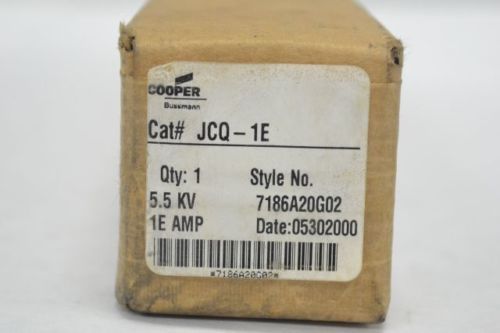 COOPER
Bussmann
Cat# JCQ-1E
Qty: 1 Style No.
5.5 KV 7186A20G02
1E AMP Date:05302000
*7186A20G02*